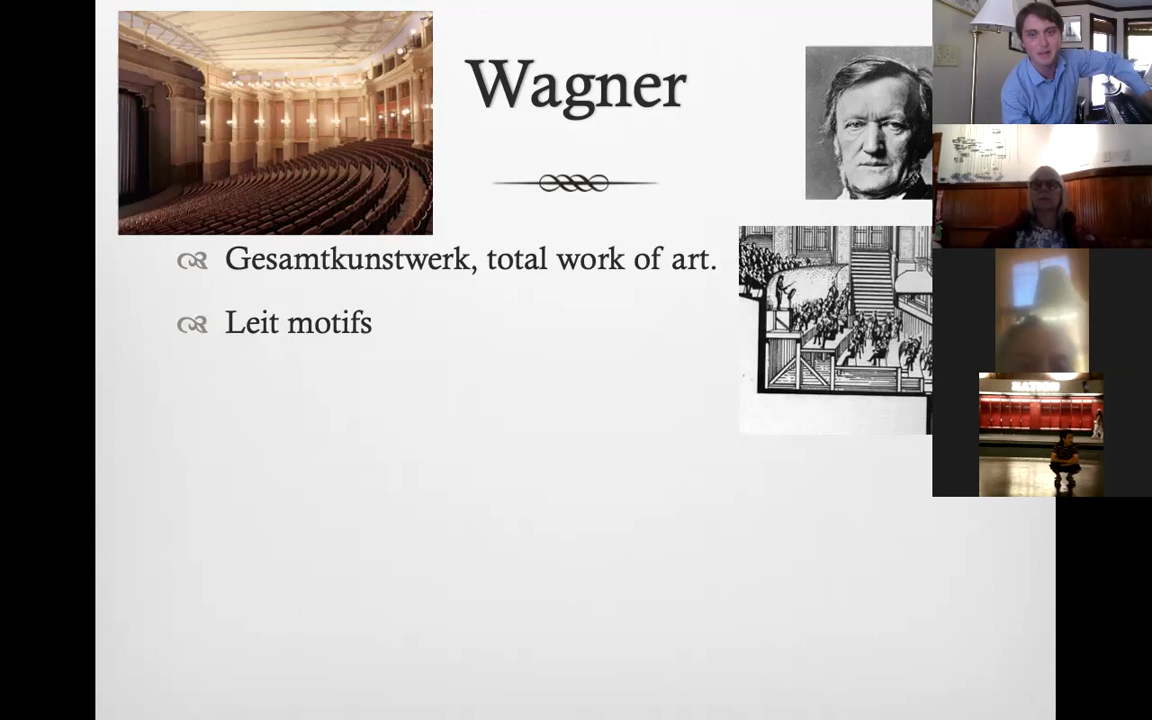 Wagner
Gesamtkunstwerk, total work of art.
Leit motifs